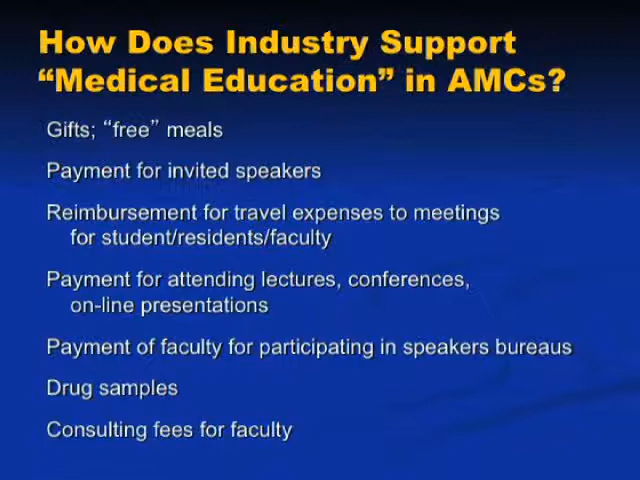 How Does Industry Support
“Medical Education” in AMCs?
Gifts; “free” meals
Payment for invited speakers
Reimbursement for travel expenses to meetings
for student/residents/faculty
Payment for attending lectures, conferences,
on-line presentations
Payment of faculty for participating in speakers bureaus
Drug samples
Consulting fees for faculty